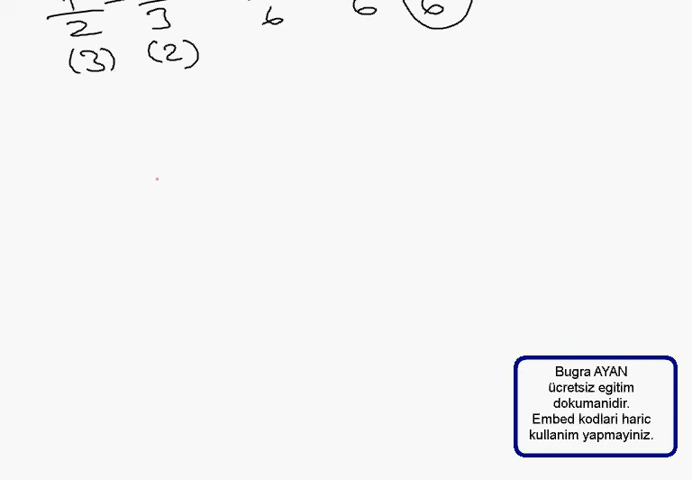 2 3 6 6 6
(3) (2)
Bugra AYAN
ücretsiz egitim
dokumanidir.
Embed kodlari haric
kullanim yapmayiniz.